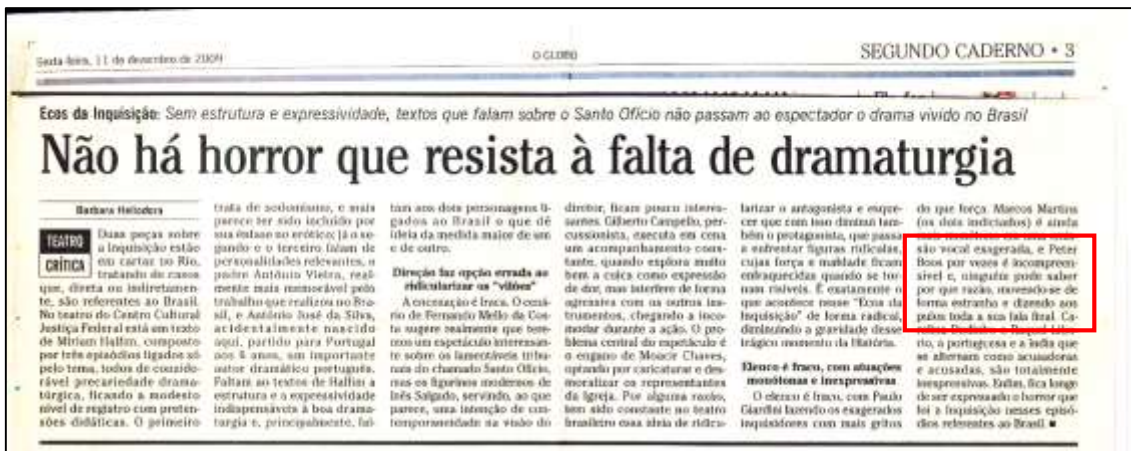 Sexta-feira, 11 de dezembro de 2009
O GLOBO
SEGUNDO CADERNO • 3
Ecos da Inquisição: Sem estrutura e expressividade, textos que falam sobre o Santo Ofício não passam ao espectador o drama vivido no Brasil
Não há horror que resista à falta de dramaturgia
Barbara Heliodora
TEATRO
CRÍTICA
Duas peças sobre
a Inquisição estão
em cartaz no Rio,
tratando de casos
que, direta ou indiretamen-
te, são referentes ao Brasil.
No teatro do Centro Cultural
Justiça Federal está um texto
de Miriam Halfim, composto
por três episódios ligados só
pelo tema, todos de conside-
rável precariedade drama-
túrgica, ficando a modesto
nível de registro com preten-
sões didáticas. O primeiro
trata de sodomismo, e mais
parece ter sido incluído por
sua ênfase no erótico; já o se-
gundo e o terceiro falam de
personalidades relevantes, o
padre Antônio Vieira, real-
mente mais memorável pelo
trabalho que realizou no Bra-
sil, e Antônio José da Silva,
acidentalmente nascido
aqui, partido para Portugal
aos 8 anos, um importante
autor dramático português.
Faltam ao textos de Halfim a
estrutura e a expressividade
indispensáveis à boa drama-
turgia e, principalmente, fal-
tam aos dois personagens li-
gados ao Brasil o que dê
ideia da medida maior de um
e de outro.
Direção faz opção errada ao
ridicularizar os "vilões"
A encenação é fraca. O cená-
rio de Fernando Mello da Cos-
ta sugere realmente que tere-
mos um espetáculo interessan-
te sobre os lamentáveis tribu-
nais do chamado Santo Ofício,
mas os figurinos modernos de
Inês Salgado, servindo, ao que
parece, uma intenção de con-
temporaneidade na visão do
diretor, ficam pouco interes-
santes. Gilberto Campello, per-
cussionista, executa em cena
um acompanhamento cons-
tante, quando explora muito
bem a cuíca como expressão
de dor, mas interfere de forma
agressiva com os outros ins-
trumentos, chegando a inco-
modar durante a ação. O pro-
blema central do espetáculo é
o engano de Moacir Chaves,
optando por caricaturar e des-
moralizar os representantes
da Igreja. Por alguma razão,
tem sido constante no teatro
brasileiro essa ideia de ridicu-
larizar o antagonista e esque-
cer que com isso diminui tam-
bém o protagonista, que passa
a enfrentar figuras ridículas,
cujas força e maldade ficam
enfraquecidas quando se tor-
nam risíveis. É exatamente o
que acontece nesse "Ecos da
Inquisição" de forma radical,
diminuindo a gravidade desse
trágico momento da História.
Elenco é fraco, com atuações
monótonas e inexpressivas
O elenco é fraco, com Paulo
Giardini fazendo os exagerados
inquisidores com mais gritos
do que força. Marcos Martins
(os dois indiciados) é ainda
são vocal exagerada, e Peter
Boos por vezes é incompreen-
sível e, ninguém pode saber
por que razão, movendo-se de
forma estranha e dizendo aos
pulos toda a sua fala final. Ca-
rio, a portuguesa e a índia que
se alternam como acusadoras
e acusadas, são totalmente
inexpressivas. Enfim, fica longe
de ser expressado o horror que
foi a Inquisição nesses episó-
dios referentes ao Brasil. ■